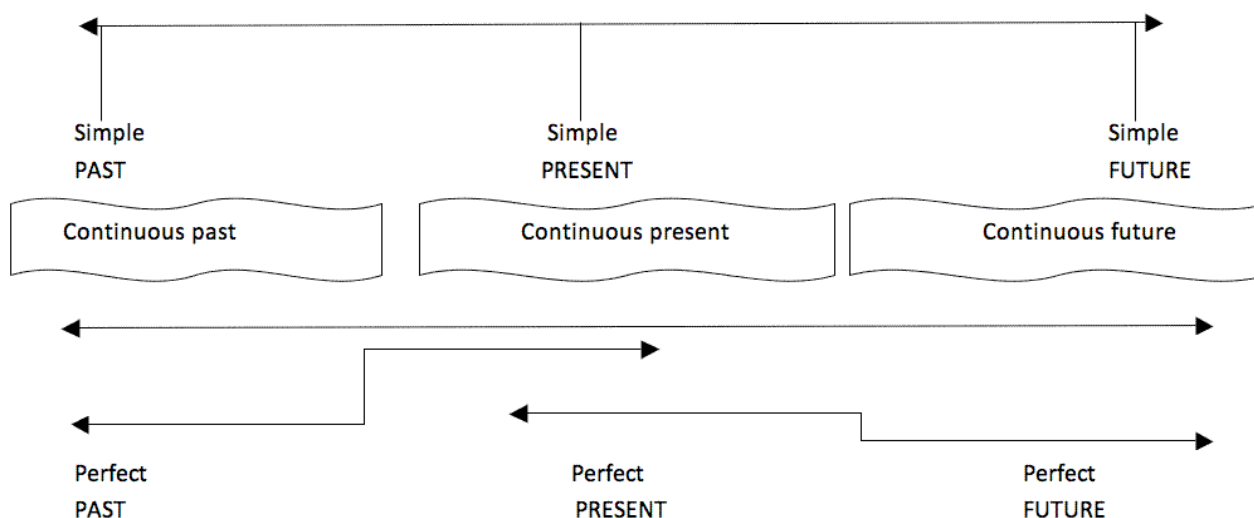 Simple Simple Simple
PAST PRESENT FUTURE
Continuous past Continuous present Continuous future
Perfect Perfect Perfect
PAST PRESENT FUTURE